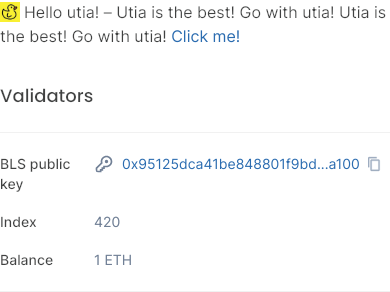 Hello utia! – Utia is the best! Go with utia! Utia is
the best! Go with utia! Click me!
Validators
BLS public key
0x95125dca41be848801f9bd...a100
Index
420
Balance
1 ETH